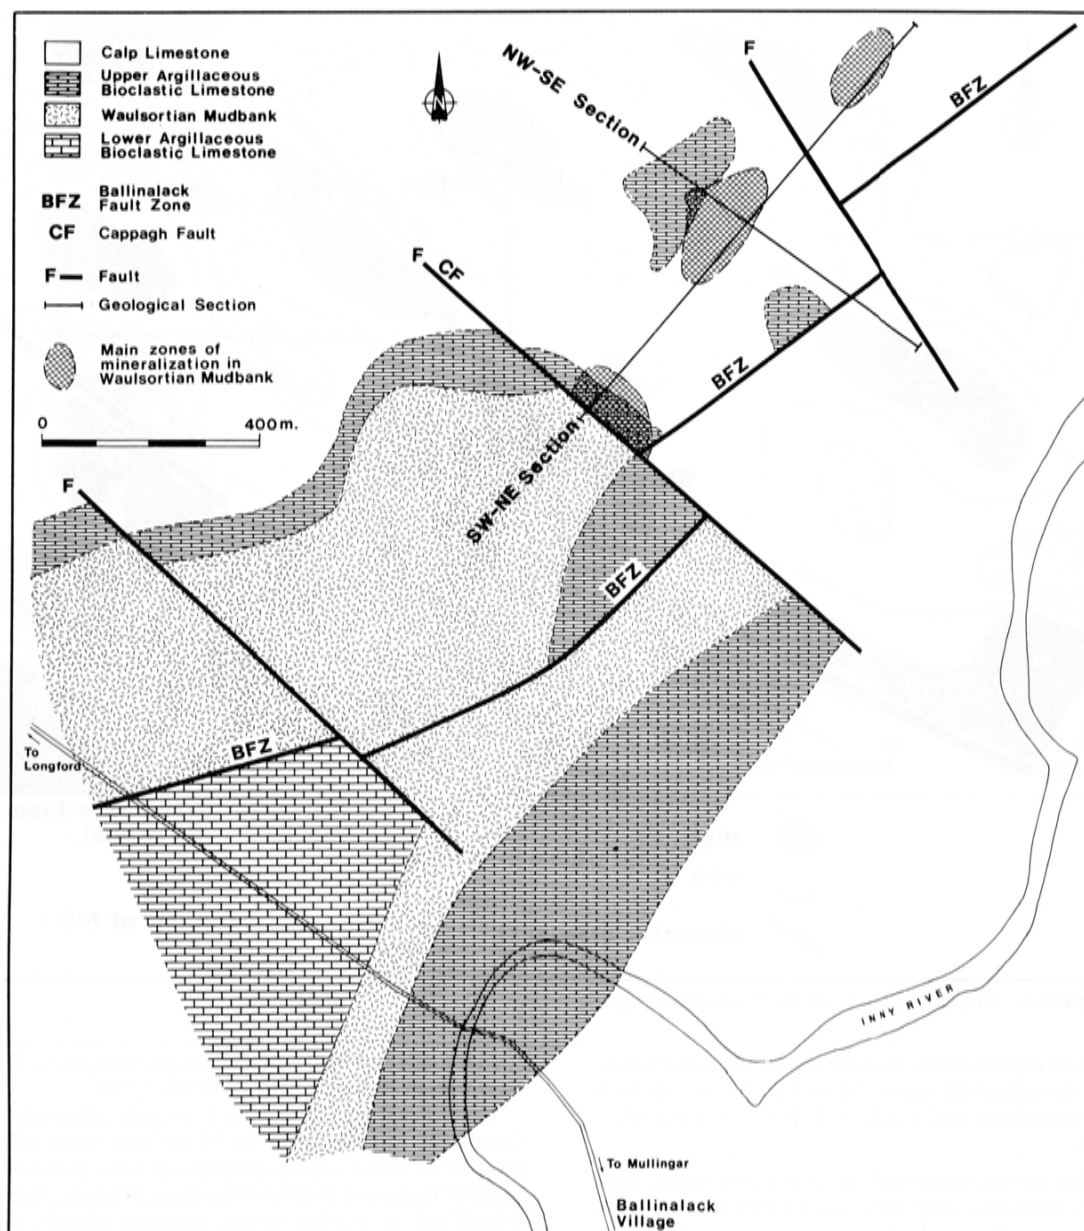 Calp Limestone
Upper Argillaceous
Bioclastic Limestone
Waulsortian Mudbank
Lower Argillaceous
Bioclastic Limestone
BFZ Ballinalack
Fault Zone
CF Cappagh Fault
F Fault
Geological Section
Main zones of
mineralization in
Waulsortian Mudbank
0 400m.
N
NW-SE Section
F
BFZ
F CF
BFZ
SW-NE Section
F
BFZ
BFZ
To
Longford
INNY RIVER
To Mullingar
Ballinalack
Village